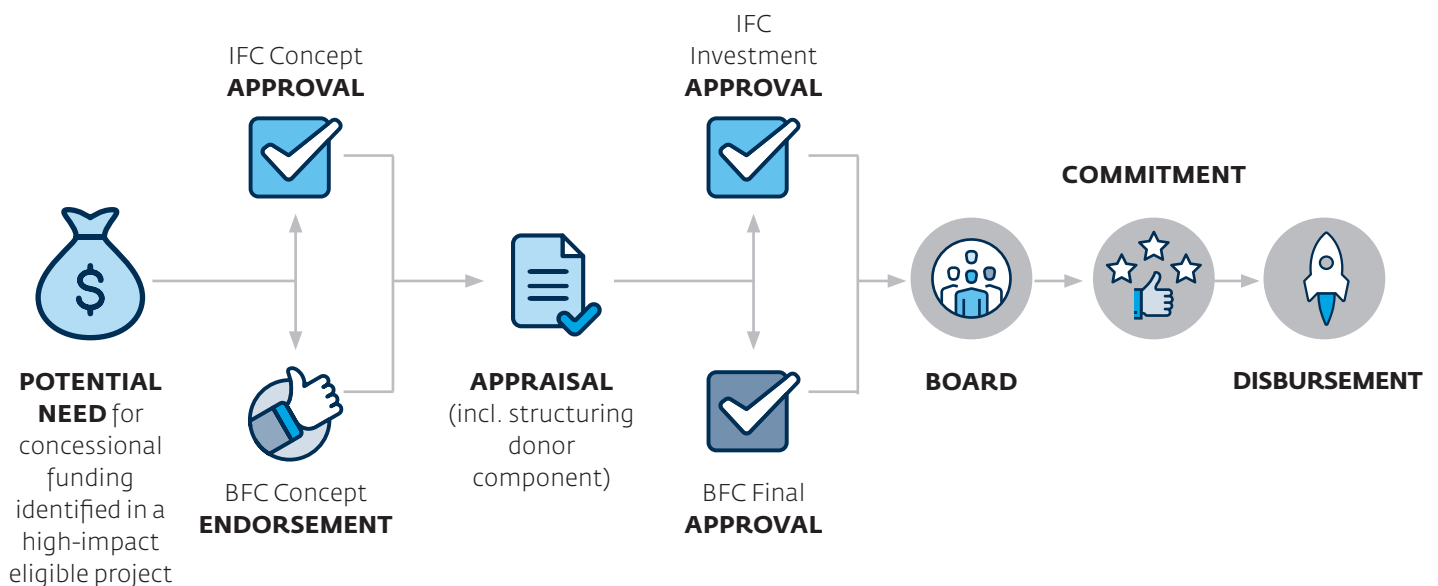 IFC Concept
APPROVAL
IFC
Investment
APPROVAL
COMMITMENT
$
POTENTIAL
NEED for
concessional
funding
identified in a
high-impact
eligible project
BFC Concept
ENDORSEMENT
APPRAISAL
(incl. structuring
donor
component)
BFC Final
APPROVAL
BOARD
DISBURSEMENT